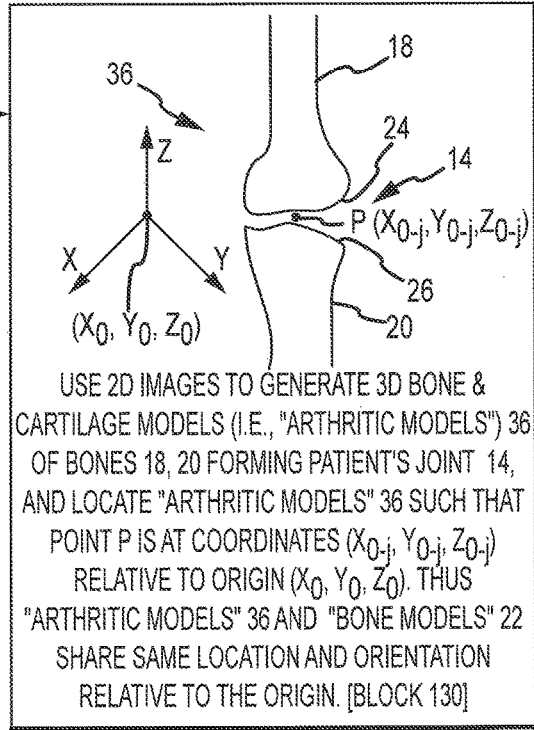 36
18
24
14
Z
P (X0-j,Y0-j,Z0-j)
X
Y
26
(X0, Y0, Z0)
20
USE 2D IMAGES TO GENERATE 3D BONE &
CARTILAGE MODELS (I.E., "ARTHRITIC MODELS") 36
OF BONES 18, 20 FORMING PATIENT'S JOINT 14,
AND LOCATE "ARTHRITIC MODELS" 36 SUCH THAT
POINT P IS AT COORDINATES (X0-j, Y0-j, Z0-j)
RELATIVE TO ORIGIN (X0, Y0, Z0). THUS
"ARTHRITIC MODELS" 36 AND "BONE MODELS" 22
SHARE SAME LOCATION AND ORIENTATION
RELATIVE TO THE ORIGIN. [BLOCK 130]